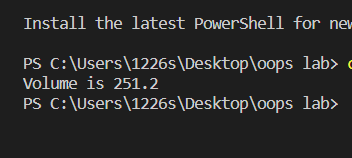 Install the latest PowerShell for new
PS C:\Users\1226s\Desktop\oops lab>
Volume is 251.2
PS C:\Users\1226s\Desktop\oops lab>